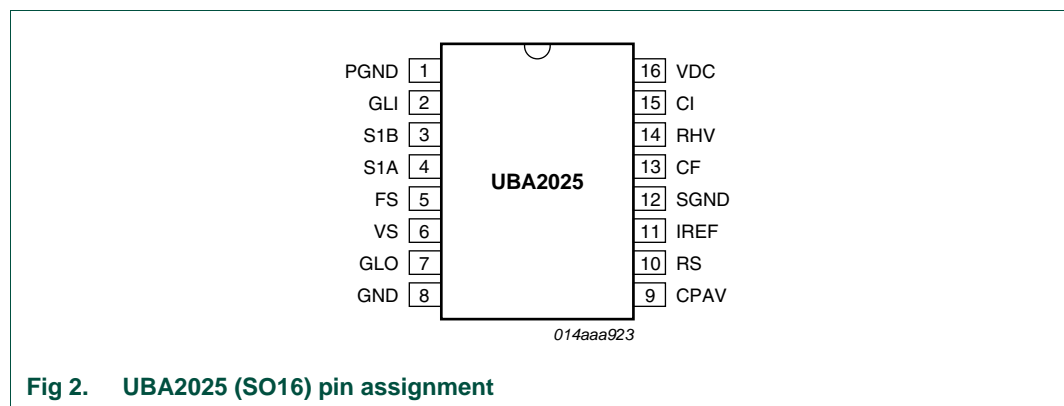 PGND 1
GLI 2
S1B 3
S1A 4
FS 5
VS 6
GLO 7
GND 8
UBA2025
16 VDC
15 CI
14 RHV
13 CF
12 SGND
11 IREF
10 RS
9 CPAV
014aaa923
Fig 2. UBA2025 (SO16) pin assignment